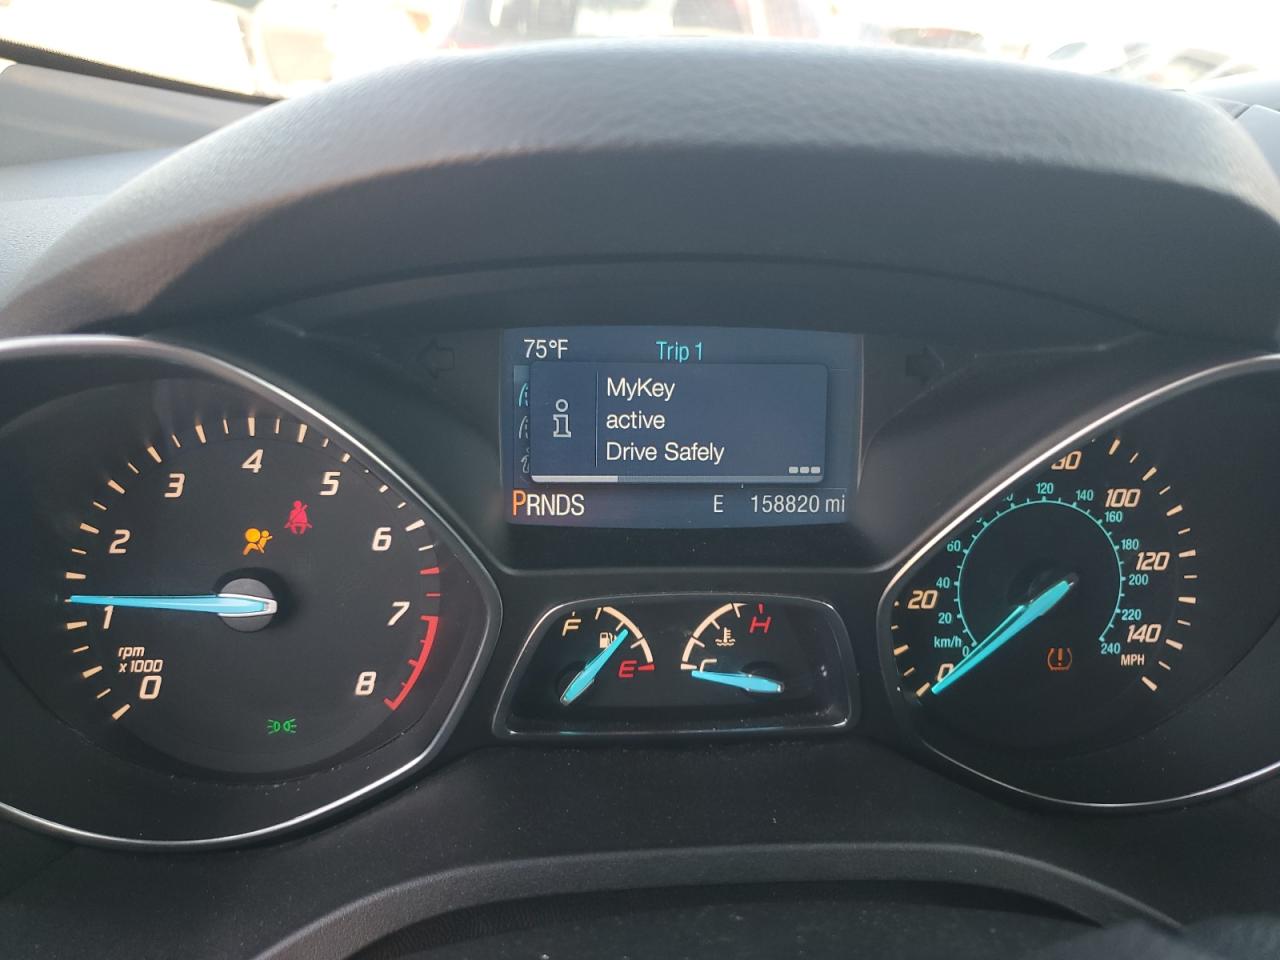 75°F Trip 1
MyKey
active
Drive Safely
PRNDS E 158820 mi
0 1 2 3 4 5 6 7 8
rpm
x1000
F E
C H
0 20 80 100 120 140
MPH
0 20 40 60 120 140 160 180 200 220 240
km/h